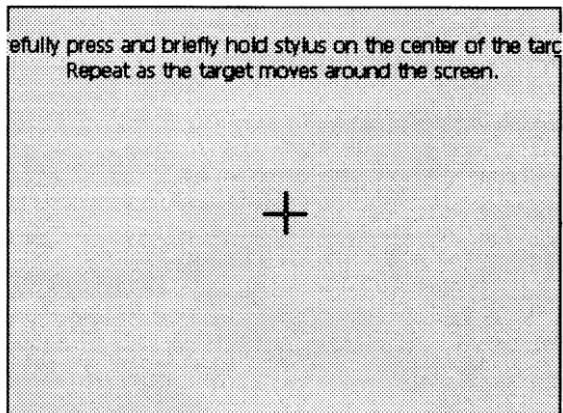 efully press and briefly hold stylus on the center of the targ
Repeat as the target moves around the screen.